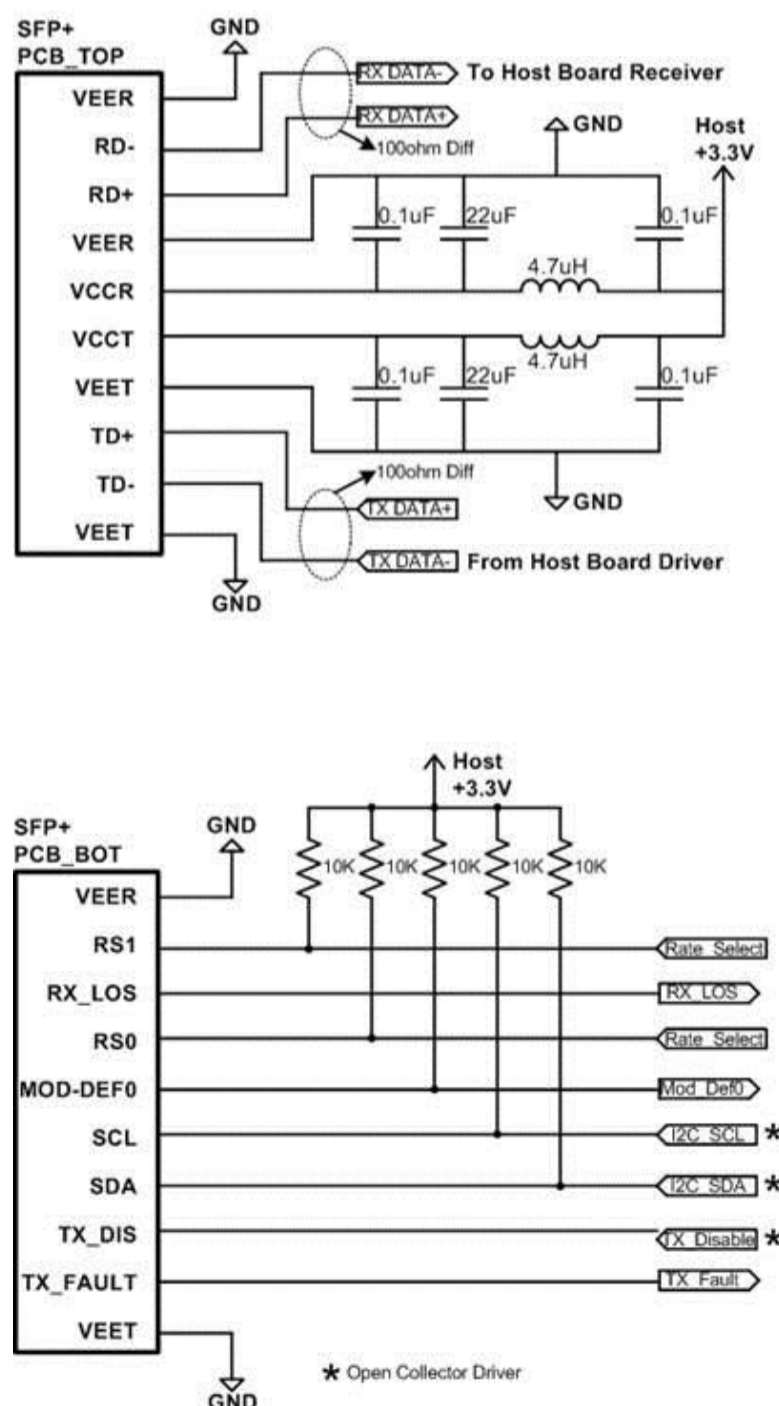 SFP+
PCB_TOP
GND
VEER
RX DATA-
To Host Board Receiver
RD-
RX DATA+
100ohm Diff
GND
Host
+3.3V
RD+
0.1uF
22uF
0.1uF
VEER
4.7uH
VCCR
VCCT
4.7uH
VEET
0.1uF
22uF
0.1uF
TD+
100ohm Diff
TD-
TX DATA+
GND
VEET
TX DATA-
From Host Board Driver
GND
Host
+3.3V
SFP+
PCB_BOT
GND
10K
10K
10K
10K
10K
VEER
RS1
Rate_Select
RX_LOS
RX_LOS
RS0
Rate_Select
MOD-DEF0
Mod_Def0
SCL
I2C_SCL *
SDA
I2C_SDA *
TX_DIS
TX_Disable *
TX_FAULT
TX_Fault
VEET
* Open Collector Driver
GND